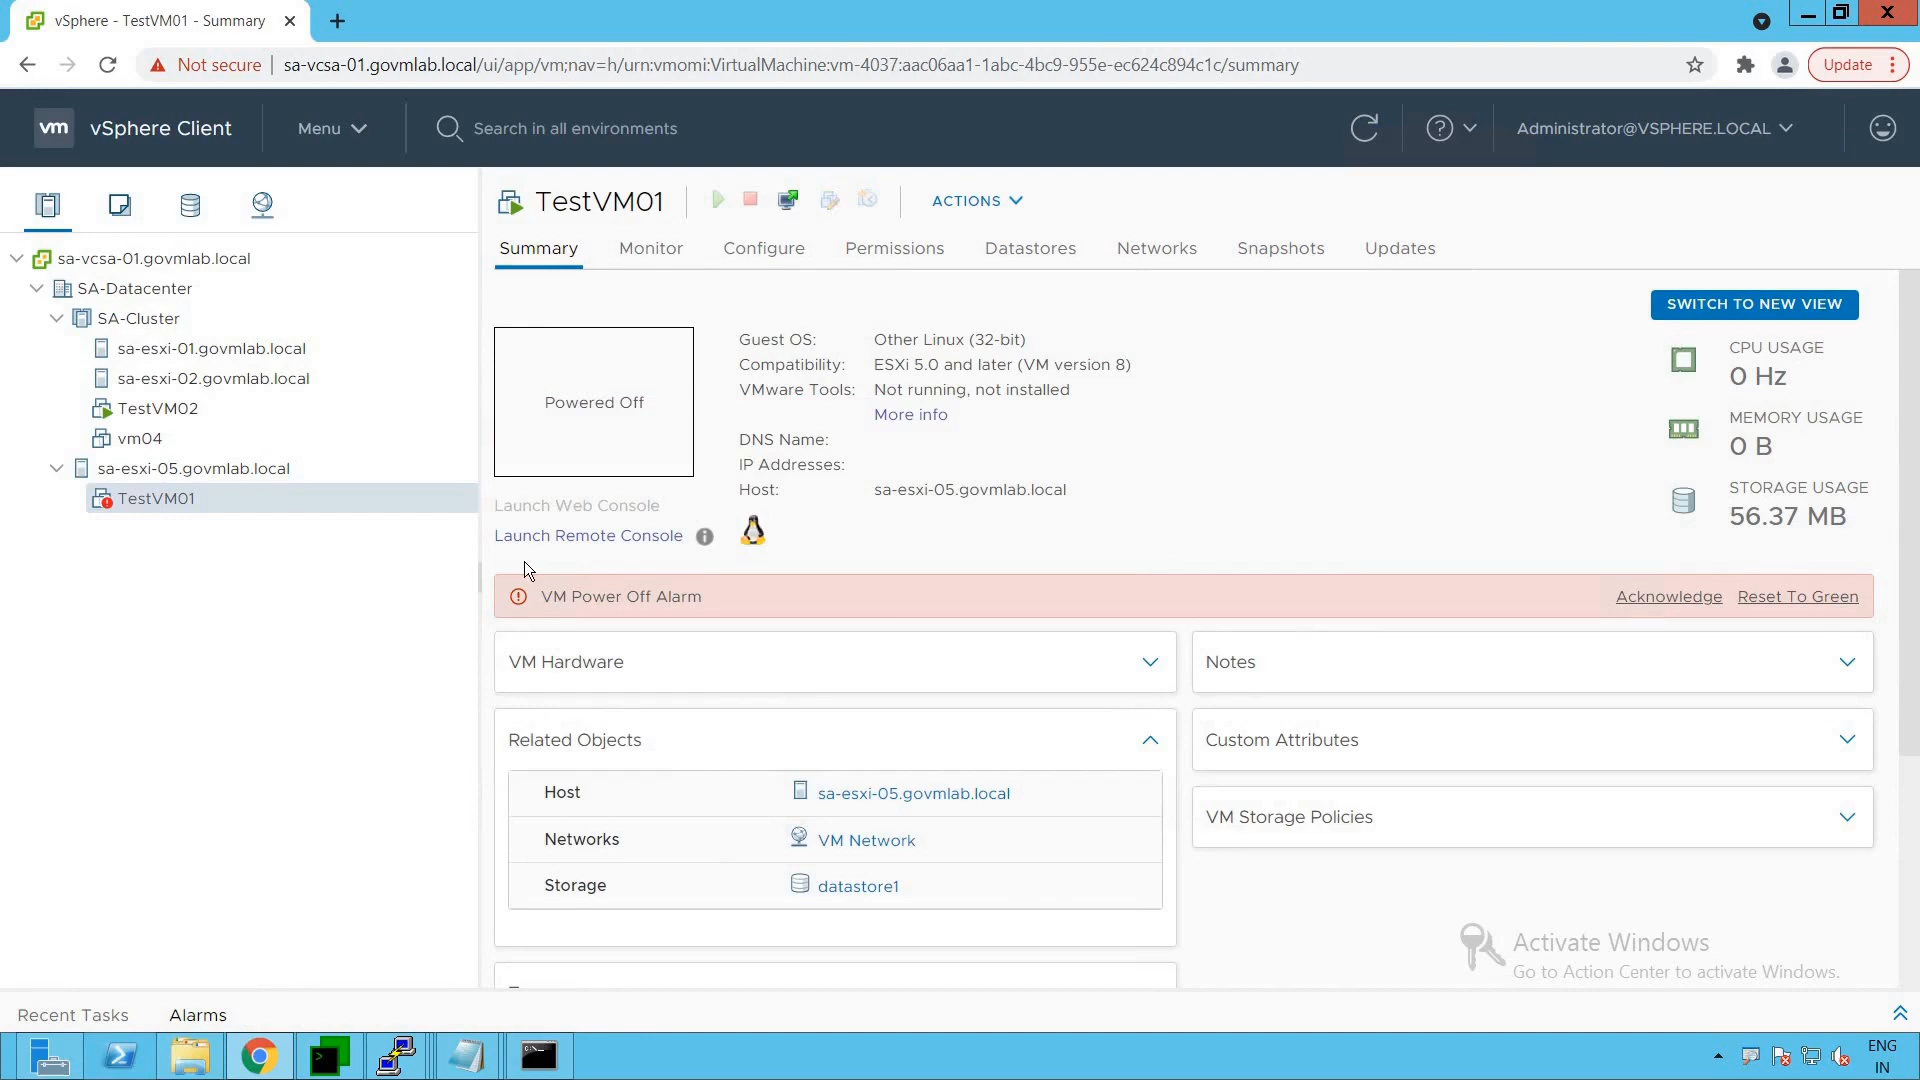 vSphere - TestVM01 - Summary
Not secure
sa-vcsa-01.govmlab.local/ui/app/vm;nav=h/urn:vmomi:VirtualMachine:vm-4037:aac06aa1-1abc-4bc9-955e-ec624c894c1c/summary
Update
vm
vSphere Client
Menu
Search in all environments
Administrator@VSPHERE.LOCAL
sa-vcsa-01.govmlab.local
SA-Datacenter
SA-Cluster
sa-esxi-01.govmlab.local
sa-esxi-02.govmlab.local
TestVM02
vm04
sa-esxi-05.govmlab.local
TestVM01
TestVM01
ACTIONS
Summary
Monitor
Configure
Permissions
Datastores
Networks
Snapshots
Updates
SWITCH TO NEW VIEW
Powered Off
Launch Web Console
Launch Remote Console
Guest OS: Other Linux (32-bit)
Compatibility: ESXi 5.0 and later (VM version 8)
VMware Tools: Not running, not installed
More info
DNS Name:
IP Addresses:
Host: sa-esxi-05.govmlab.local
CPU USAGE
0 Hz
MEMORY USAGE
0 B
STORAGE USAGE
56.37 MB
VM Power Off Alarm
Acknowledge
Reset To Green
VM Hardware
Related Objects
Host sa-esxi-05.govmlab.local
Networks VM Network
Storage datastore1
Notes
Custom Attributes
VM Storage Policies
Activate Windows
Go to Action Center to activate Windows.
Recent Tasks
Alarms
ENG
IN